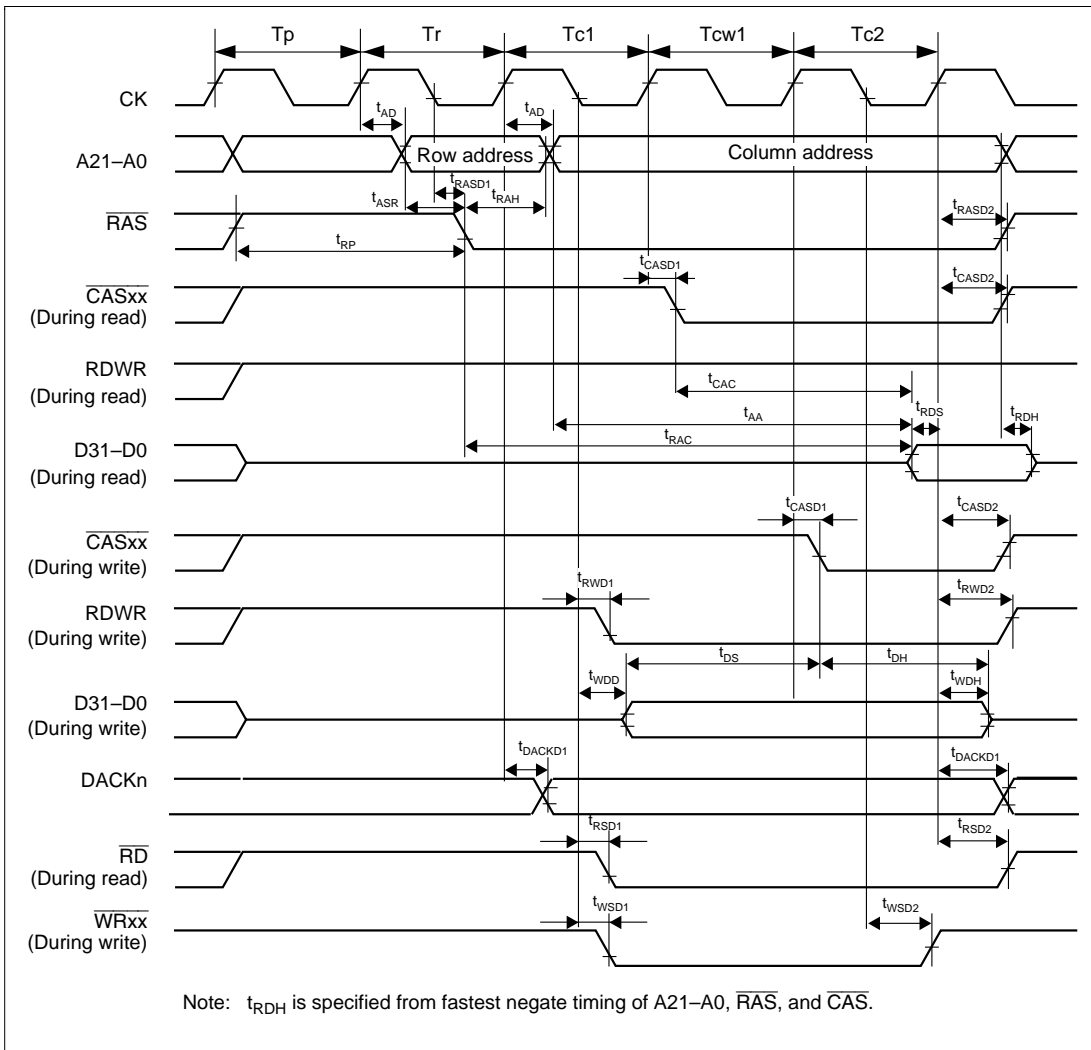 Tp Tr Tc1 Tcw1 Tc2
CK
tAD tAD
A21–A0 Row address Column address
tRASD1
tASR tRAH tRASD2
RAS
tRP
tCASD1 tCASD2
CASxx
(During read)
RDWR
(During read)
tCAC
tRDS tRDH
tAA
tRAC
D31–D0
(During read)
tCASD1 tCASD2
CASxx
(During write)
tRWD1 tRWD2
RDWR
(During write)
tDS tDH
tWDD tWDH
D31–D0
(During write)
tDACKD1 tDACKD1
DACKn
tRSD1 tRSD2
RD
(During read)
tWSD1 tWSD2
WRxx
(During write)
Note: tRDH is specified from fastest negate timing of A21–A0, RAS, and CAS.